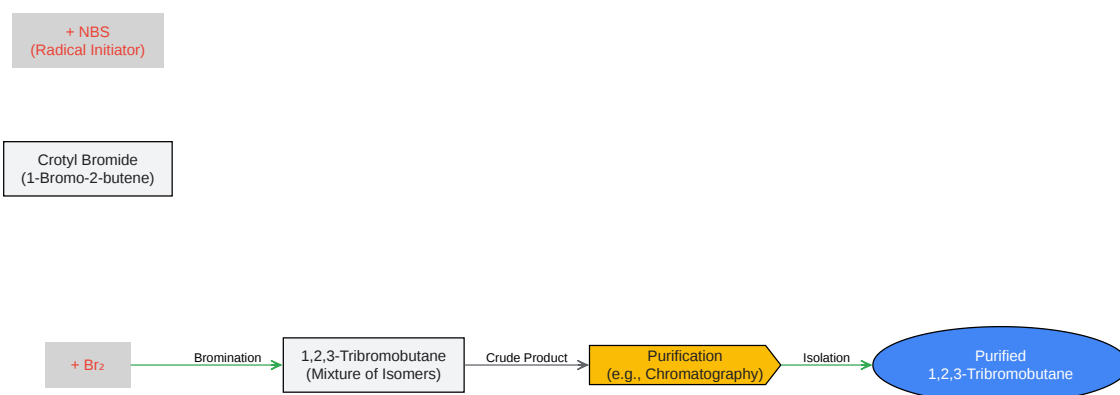 + NBS
(Radical Initiator)
Crotyl Bromide
(1-Bromo-2-butene)
+ Br₂
Bromination
1,2,3-Tribromobutane
(Mixture of Isomers)
Crude Product
Purification
(e.g., Chromatography)
Isolation
Purified
1,2,3-Tribromobutane